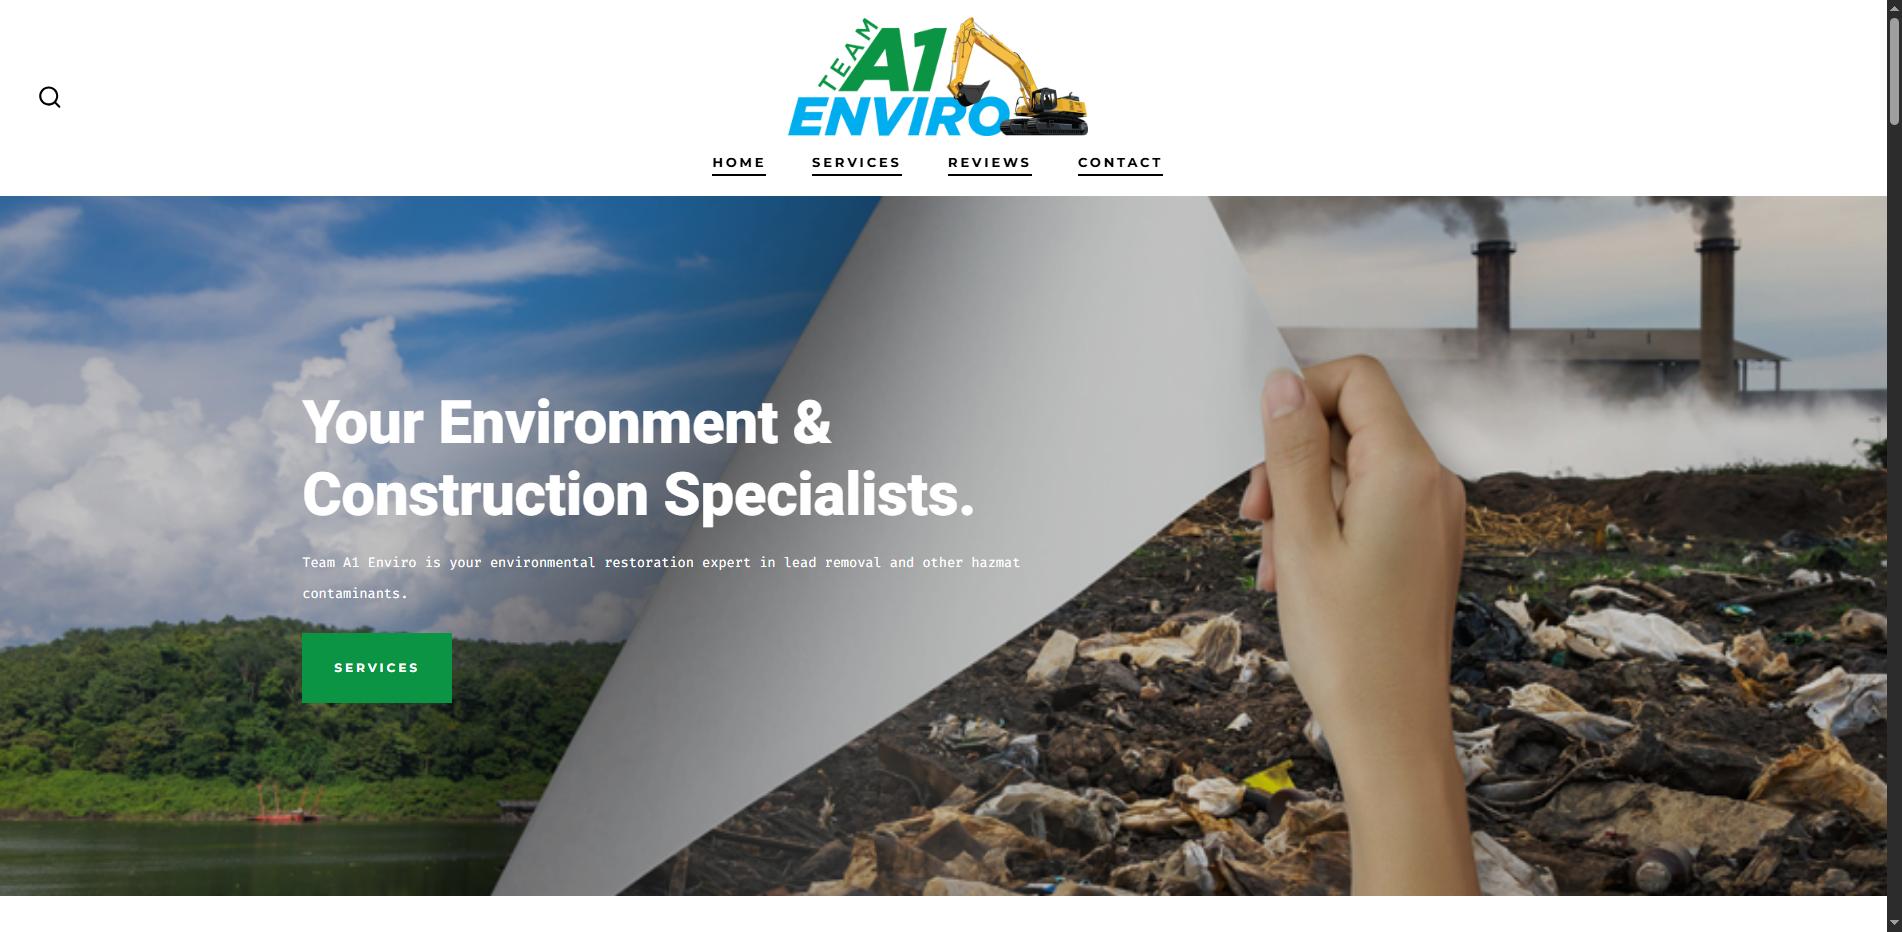 TEAM
A1
ENVIRO
HOME SERVICES REVIEWS CONTACT
Your Environment &
Construction Specialists.
Team A1 Enviro is your environmental restoration expert in lead removal and other hazmat
contaminants.
SERVICES